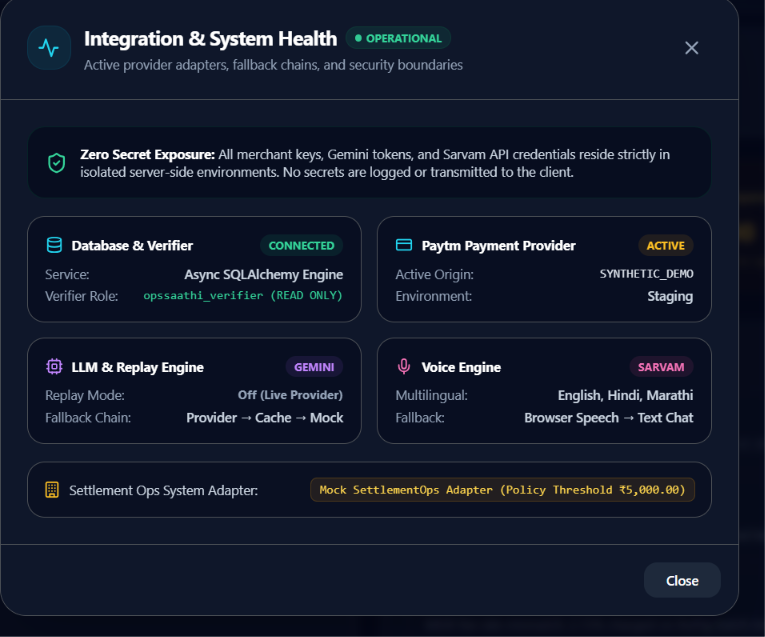 Integration & System Health OPERATIONAL
Active provider adapters, fallback chains, and security boundaries
Zero Secret Exposure: All merchant keys, Gemini tokens, and Sarvam API credentials reside strictly in
isolated server-side environments. No secrets are logged or transmitted to the client.
Database & Verifier CONNECTED
Service: Async SQLAlchemy Engine
Verifier Role: opssaathi_verifier (READ ONLY)
Paytm Payment Provider ACTIVE
Active Origin: SYNTHETIC_DEMO
Environment: Staging
LLM & Replay Engine GEMINI
Replay Mode: Off (Live Provider)
Fallback Chain: Provider → Cache → Mock
Voice Engine SARVAM
Multilingual: English, Hindi, Marathi
Fallback: Browser Speech → Text Chat
Settlement Ops System Adapter: Mock SettlementOps Adapter (Policy Threshold ₹5,000.00)
Close